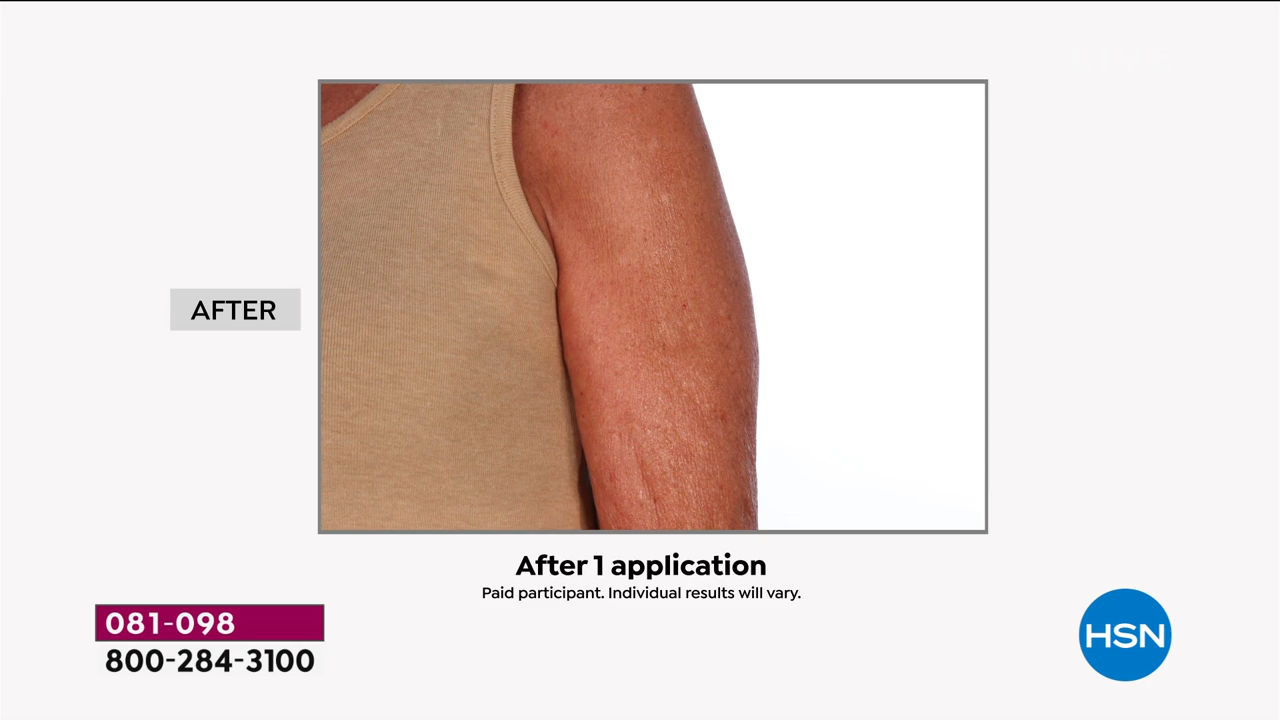 AFTER
After 1 application
Paid participant. Individual results will vary.
081-098
800-284-3100
HSN